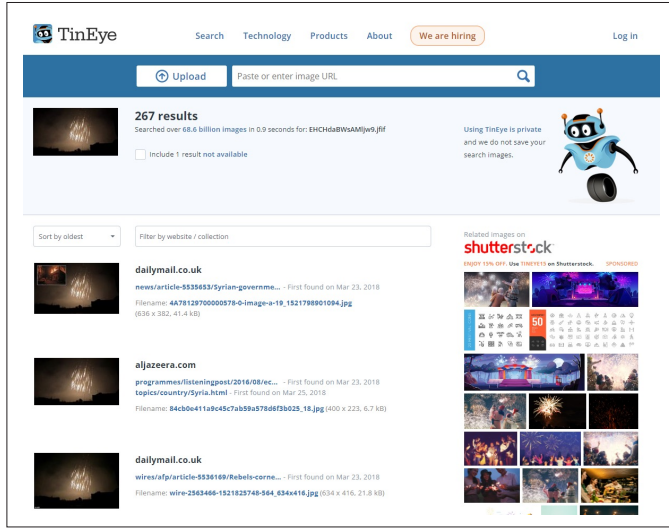 TinEye
Search Technology Products About We are hiring Log in
Upload Paste or enter image URL
267 results
Searched over 68.6 billion images in 0.9 seconds for: EHCHdaBWsAMljw9.jfif
Include 1 result not available
Using TinEye is private
and we do not save your
search images.
Sort by oldest Filter by website / collection
dailymail.co.uk
news/article-5535653/Syrian-governme... - First found on Mar 23, 2018
Filename: 4A78129700000578-0-image-a-19_1521798901094.jpg
(636 x 382, 41.4 kB)
aljazeera.com
programmes/listeningpost/2016/08/ec... - First found on Mar 23, 2018
topics/country/Syria.html - First found on Mar 25, 2018
Filename: 84cb0e411a9c45c7ab59a578d6f3b025_18.jpg (400 x 223, 6.7 kB)
dailymail.co.uk
wires/afp/article-5536169/Rebels-corne... - First found on Mar 23, 2018
Filename: wire-2563466-1521825748-564_634x416.jpg (634 x 416, 21.8 kB)
Related images on
shutterstock
ENJOY 15% OFF. Use TINEYE15 on Shutterstock. SPONSORED
50